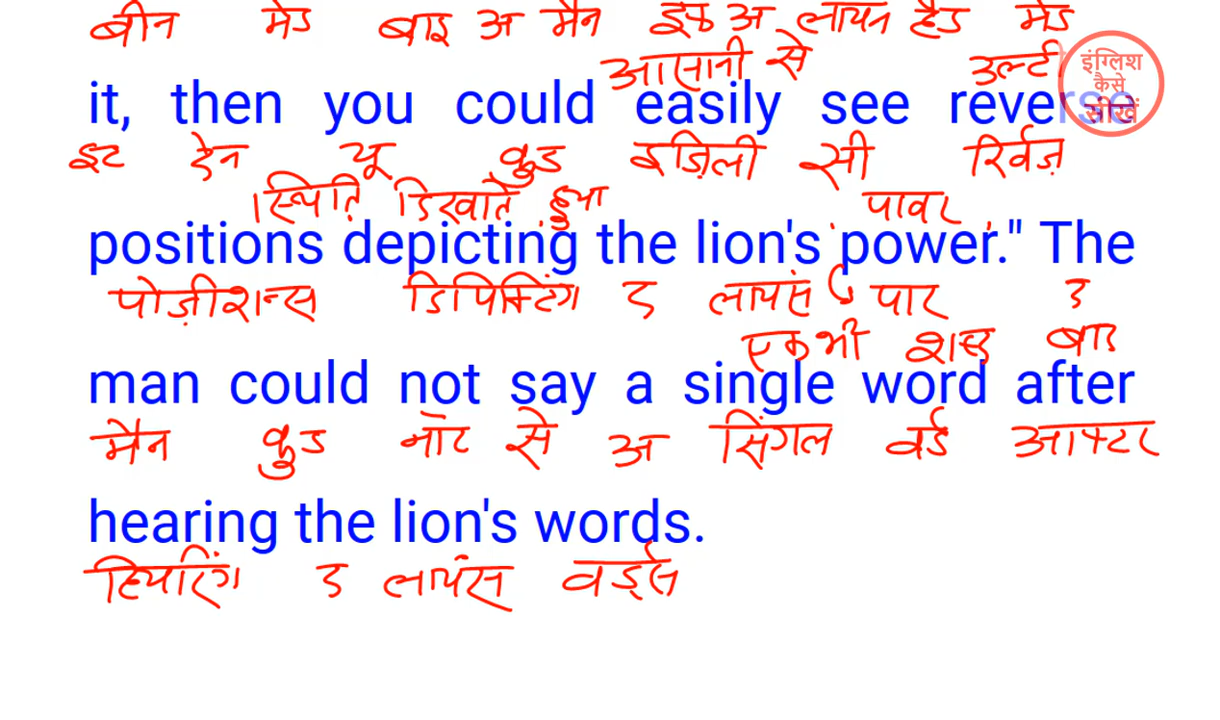 बीन मेड बाइ अ मैन इफ अ लायन हैड मेड
आसानी से उल्टी
इंग्लिश
कैसे
सीखें
it, then you could easily see reverse
इट देन यू कुड इज़िली सी रिर्वज़
स्थिति दिखाते हुया पावर
positions depicting the lion's power." The
पोज़ीशन्स डिपिक्टिंग द लायंस पार द
एक भी शब्द बाद
man could not say a single word after
मैन कुड नॉट से अ सिंगल वर्ड आफ्टर
hearing the lion's words.
हियरिंग द लायंस वर्ड्स